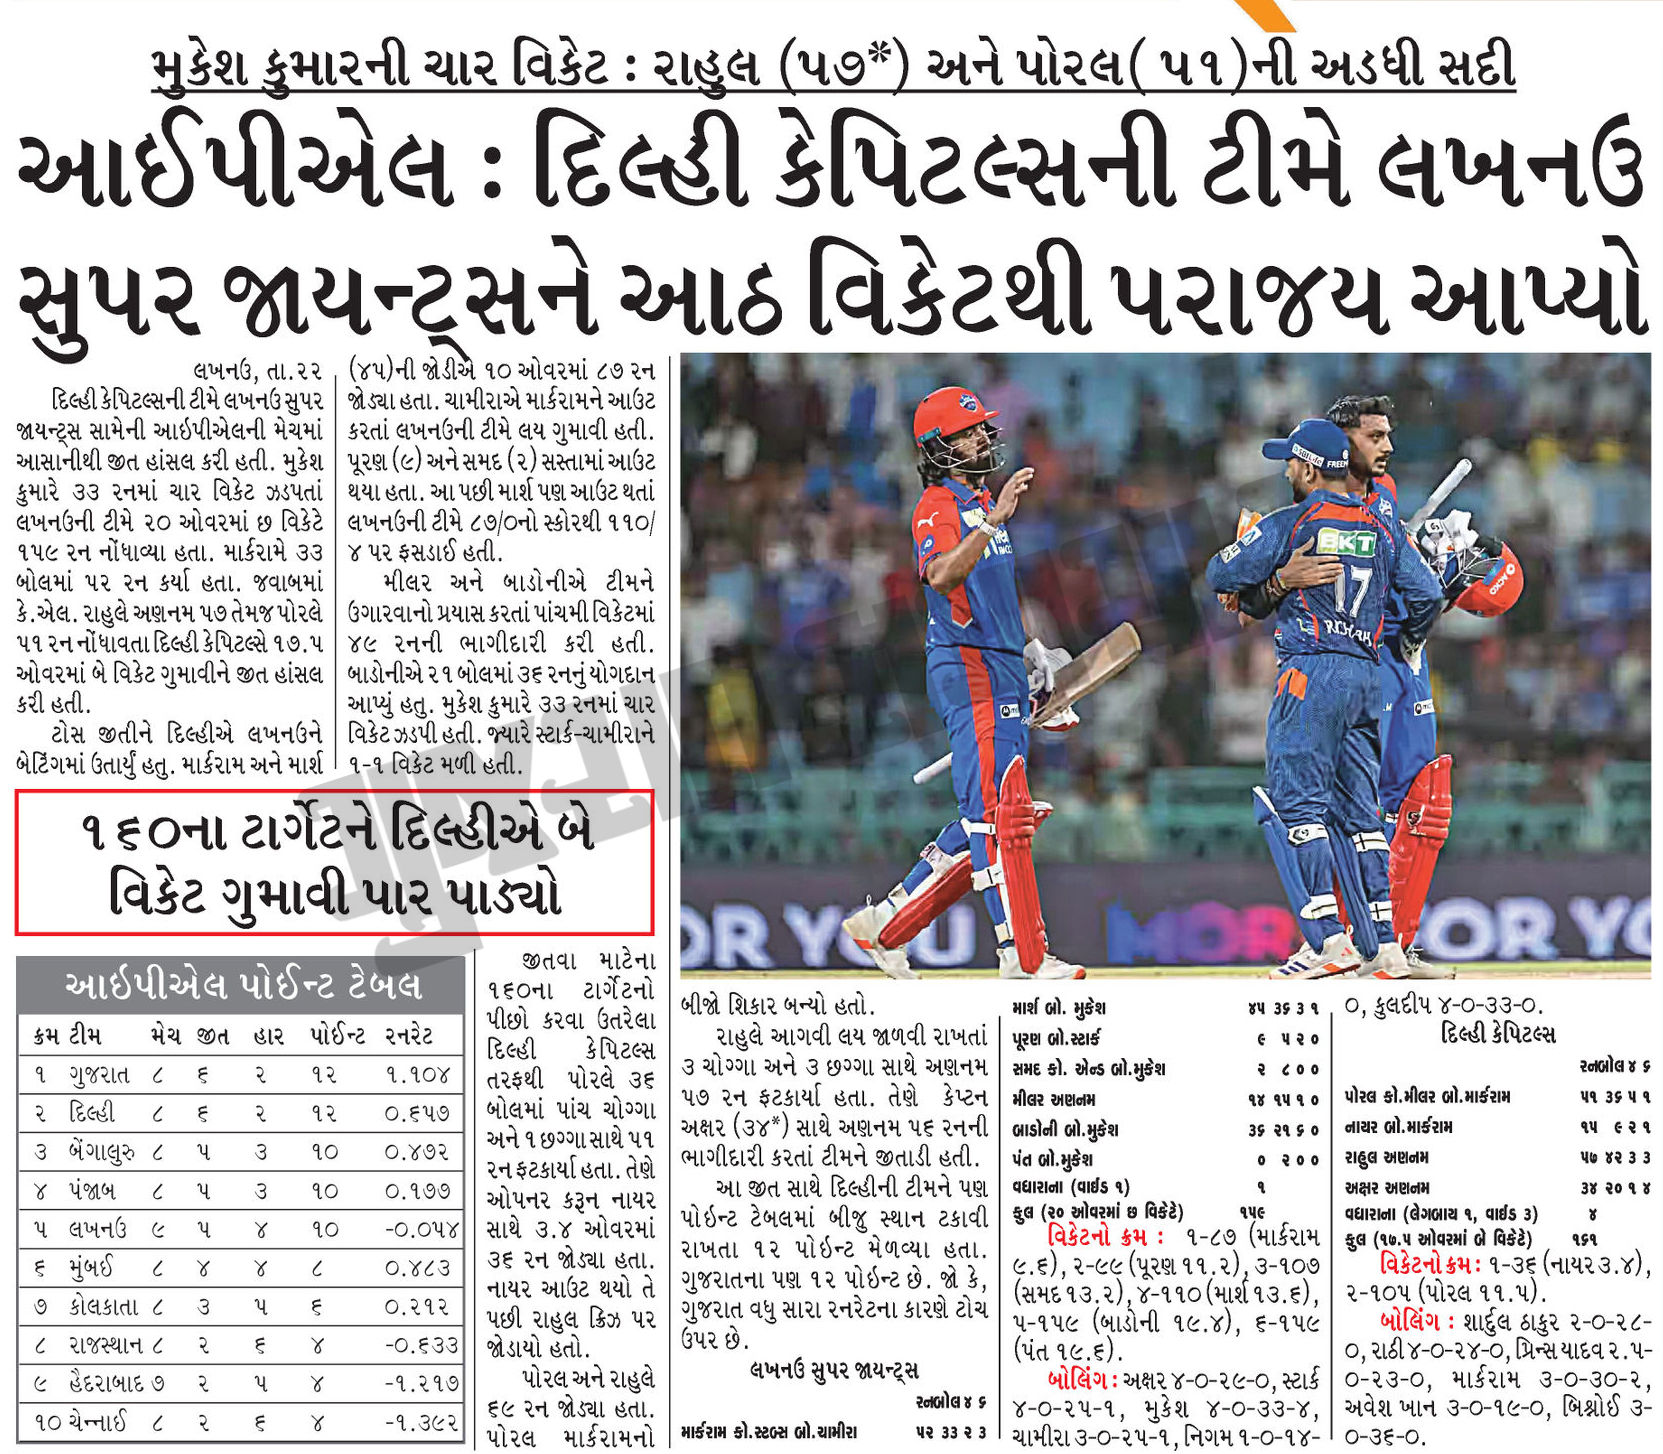 મુકેશ કુમારની ચાર વિકેટ : રાહુલ (૫૭*) અને પોરલ( ૫૧)ની અડધી સદી
આઈપીએલ : દિલ્હી કેપિટલ્સની ટીમે લખનઉ
સુપર જાયન્ટ્સને આઠ વિકેટથી પરાજય આપ્યો
લખનઉ, તા.૨૨
દિલ્હી કેપિટલ્સની ટીમે લખનઉ સુપર
જાયન્ટ્સ સામેની આઇપીએલની મેચમાં
આસાનીથી જીત હાંસલ કરી હતી. મુકેશ
કુમારે ૩૩ રનમાં ચાર વિકેટ ઝડપતાં
લખનઉની ટીમે ૨૦ ઓવરમાં છ વિકેટે
૧૫૯ રન નોંધાવ્યા હતા. માર્કરામે ૩૩
બોલમાં પર રન કર્યા હતા. જવાબમાં
કે.એલ. રાહુલે અણનમ ૫૭ તેમજ પોરલે
૫૧ રન નોંધાવતા દિલ્હી કેપિટલ્સે ૧૭.૫
ઓવરમાં બે વિકેટ ગુમાવીને જીત હાંસલ
કરી હતી.
ટોસ જીતીને દિલ્હીએ લખનઉને
બેટિંગમાં ઉતાર્યું હતુ. માર્કરામ અને માર્શ
(૪૫)ની જોડીએ ૧૦ ઓવરમાં ૮૭ રન
જોડ્યા હતા. ચામીરાએ માર્કરામને આઉટ
કરતાં લખનઉની ટીમે લય ગુમાવી હતી.
પૂરણ (૯) અને સમદ (૨) સસ્તામાં આઉટ
થયા હતા. આ પછી માર્શ પણ આઉટ થતાં
લખનઉની ટીમે ૮૭/૦નો સ્કોરથી ૧૧૦/
૪ પર ફસડાઈ હતી.
મીલર અને બાડોનીએ ટીમને
ઉગારવાનો પ્રયાસ કરતાં પાંચમી વિકેટમાં
૪૯ રનની ભાગીદારી કરી હતી.
બાડોનીએ ૨૧ બોલમાં ૩૬ રનનું યોગદાન
આપ્યું હતુ. મુકેશ કુમારે ૩૩ રનમાં ચાર
વિકેટ ઝડપી હતી. જ્યારે સ્ટાર્ક-ચામીરાને
૧-૧ વિકેટ મળી હતી.
BKT
17
MOR
FOR YOU
OR YOU
૧૬૦ના ટાર્ગેટને દિલ્હીએ બે
વિકેટ ગુમાવી પાર પાડ્યો
આઇપીએલ પોઈન્ટ ટેબલ
ક્રમ ટીમ મેચ જીત હાર પોઈન્ટ રનરેટ
૧ ગુજરાત ૮ ૬ ૨ ૧૨ ૧.૧૦૪
૨ દિલ્હી ૮ ૬ ૨ ૧૨ ૦.૬૫૭
૩ બેંગાલુરુ ૮ ૫ ૩ ૧૦ ૦.૪૭૨
૪ પંજાબ ૮ ૫ ૩ ૧૦ ૦.૧૭૭
૫ લખનઉ ૯ ૫ ૪ ૧૦ -૦.૦૫૪
૬ મુંબઈ ૮ ૪ ૪ ૮ ૦.૪૮૩
૭ કોલકાતા ૮ ૩ ૫ ૬ ૦.૨૧૨
૮ રાજસ્થાન ૮ ૨ ૬ ૪ -૦.૬૩૩
૯ હૈદરાબાદ ૭ ૨ ૫ ૪ -૧.૨૧૭
૧૦ ચેન્નાઈ ૮ ૨ ૬ ૪ -૧.૩૯૨
જીતવા માટેના
૧૬૦ના ટાર્ગેટનો
પીછો કરવા ઉતરેલા
દિલ્હી કેપિટલ્સ
તરફથી પોરલે ૩૬
બોલમાં પાંચ ચોગ્ગા
અને ૧ છગ્ગા સાથે ૫૧
રન ફટકાર્યા હતા. તેણે
ઓપનર કરૂન નાયર
સાથે ૩.૪ ઓવરમાં
૩૬ રન જોડ્યા હતા.
નાયર આઉટ થયો તે
પછી રાહુલ ક્રિઝ પર
જોડાયો હતો.
પોરલ અને રાહુલે
૬૯ રન જોડ્યા હતા.
પોરલ માર્કરામનો
બીજો શિકાર બન્યો હતો.
રાહુલે આગવી લય જાળવી રાખતાં
૩ ચોગ્ગા અને ૩ છગ્ગા સાથે અણનમ
૫૭ રન ફટકાર્યા હતા. તેણે કેપ્ટન
અક્ષર (૩૪*) સાથે અણનમ ૫૬ રનની
ભાગીદારી કરતાં ટીમને જીતાડી હતી.
આ જીત સાથે દિલ્હીની ટીમને પણ
પોઇન્ટ ટેબલમાં બીજુ સ્થાન ટકાવી
રાખતા ૧૨ પોઈન્ટ મેળવ્યા હતા.
ગુજરાતના પણ ૧૨ પોઈન્ટ છે. જો કે,
ગુજરાત વધુ સારા રનરેટના કારણે ટોચ
ઉપર છે.
લખનઉ સુપર જાયન્ટ્સ
રનબોલ ૪ ૬
માર્કરામ કો.સ્ટબ્સ બો.ચામીરા ૫૨ ૩૩ ૨ ૩
માર્શ બો. મુકેશ ૪૫ ૩૬ ૩ ૧
પૂરણ બો.સ્ટાર્ક ૯ ૫ ૨ ૦
સમદ કો. એન્ડ બો.મુકેશ ૨ ૮ ૦ ૦
મીલર અણનમ ૧૪ ૧૫ ૧ ૦
બાડોની બો.મુકેશ ૩૬ ૨૧ ૬ ૦
પંત બો.મુકેશ ૦ ૨ ૦ ૦
વધારાના (વાઈડ ૧) ૧
કુલ (૨૦ ઓવરમાં છ વિકેટે) ૧૫૯
વિકેટનો ક્રમ : ૧-૮૭ (માર્કરામ
૯.૬), ૨-૯૯ (પૂરણ ૧૧.૨), ૩-૧૦૭
(સમદ ૧૩.૨), ૪-૧૧૦ (માર્શ ૧૩.૬),
૫-૧૫૯ (બાડોની ૧૯.૪), ૬-૧૫૯
(પંત ૧૯.૬).
બોલિંગ : અક્ષર ૪-૦-૨૯-૦, સ્ટાર્ક
૪-૦-૨૫-૧, મુકેશ ૪-૦-૩૩-૪,
ચામીરા ૩-૦-૨૫-૧, નિગમ ૧-૦-૧૪-
૦, કુલદીપ ૪-૦-૩૩-૦.
દિલ્હી કેપિટલ્સ
રનબોલ ૪ ૬
પોરલ કો.મીલર બો.માર્કરામ ૫૧ ૩૬ ૫ ૧
નાયર બો.માર્કરામ ૧૫ ૯ ૨ ૧
રાહુલ અણનમ ૫૭ ૪૨ ૩ ૩
અક્ષર અણનમ ૩૪ ૨૦ ૧ ૪
વધારાના (લેગબાય ૧, વાઈડ ૩) ૪
કુલ (૧૭.૫ ઓવરમાં બે વિકેટે) ૧૬૧
વિકેટનો ક્રમ : ૧-૩૬ (નાયર ૩.૪),
૨-૧૦૫ (પોરલ ૧૧.૫).
બોલિંગ : શાર્દુલ ઠાકુર ૨-૦-૨૮-
૦, રાઠી ૪-૦-૨૪-૦, પ્રિન્સ યાદવ ૨.૫-
૦-૨૩-૦, માર્કરામ ૩-૦-૩૦-૨,
અવેશ ખાન ૩-૦-૧૯-૦, બિશ્નોઈ ૩-
૦-૩૬-૦.